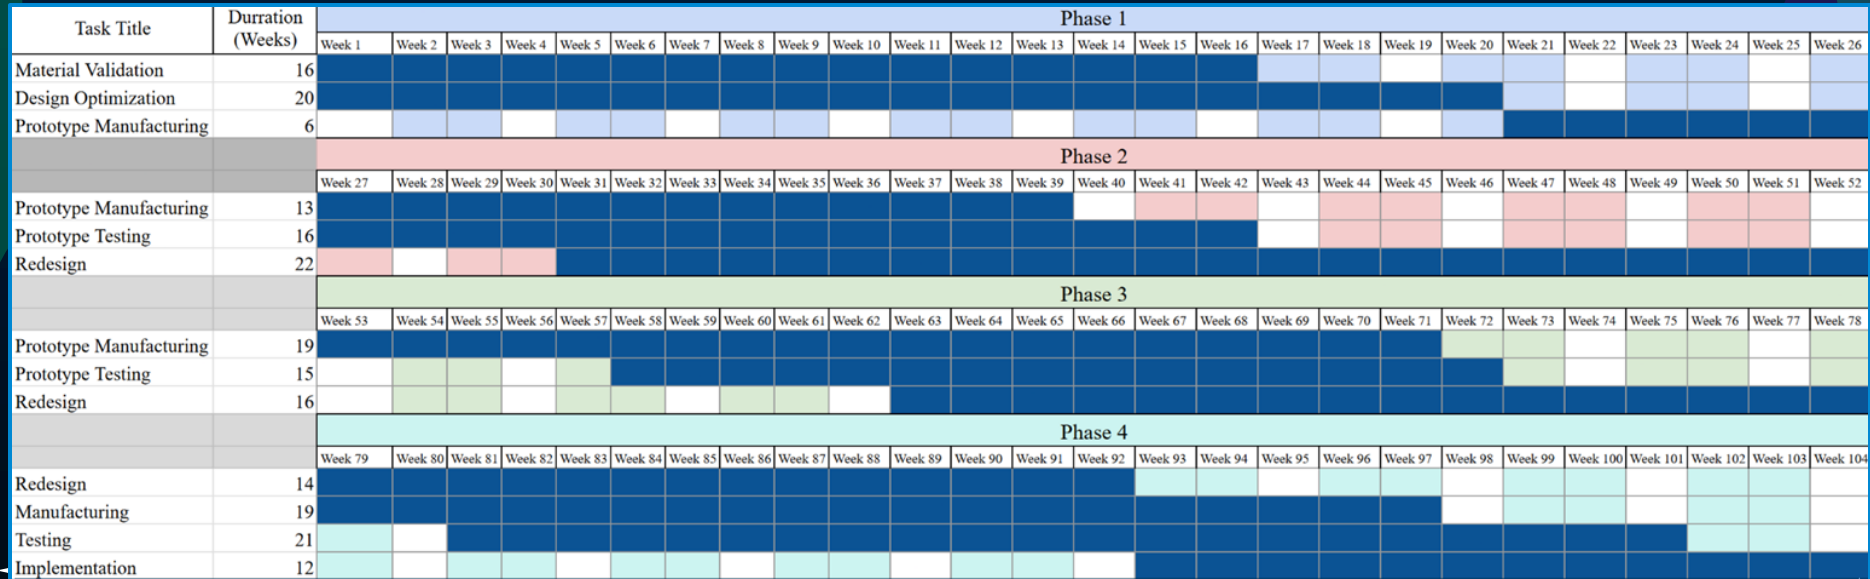 Task Title Durration (Weeks) Phase 1
Week 1 Week 2 Week 3 Week 4 Week 5 Week 6 Week 7 Week 8 Week 9 Week 10 Week 11 Week 12 Week 13 Week 14 Week 15 Week 16 Week 17 Week 18 Week 19 Week 20 Week 21 Week 22 Week 23 Week 24 Week 25 Week 26
Material Validation 16
Design Optimization 20
Prototype Manufacturing 6
Phase 2
Week 27 Week 28 Week 29 Week 30 Week 31 Week 32 Week 33 Week 34 Week 35 Week 36 Week 37 Week 38 Week 39 Week 40 Week 41 Week 42 Week 43 Week 44 Week 45 Week 46 Week 47 Week 48 Week 49 Week 50 Week 51 Week 52
Prototype Manufacturing 13
Prototype Testing 16
Redesign 22
Phase 3
Week 53 Week 54 Week 55 Week 56 Week 57 Week 58 Week 59 Week 60 Week 61 Week 62 Week 63 Week 64 Week 65 Week 66 Week 67 Week 68 Week 69 Week 70 Week 71 Week 72 Week 73 Week 74 Week 75 Week 76 Week 77 Week 78
Prototype Manufacturing 19
Prototype Testing 15
Redesign 16
Phase 4
Week 79 Week 80 Week 81 Week 82 Week 83 Week 84 Week 85 Week 86 Week 87 Week 88 Week 89 Week 90 Week 91 Week 92 Week 93 Week 94 Week 95 Week 96 Week 97 Week 98 Week 99 Week 100 Week 101 Week 102 Week 103 Week 104
Redesign 14
Manufacturing 19
Testing 21
Implementation 12